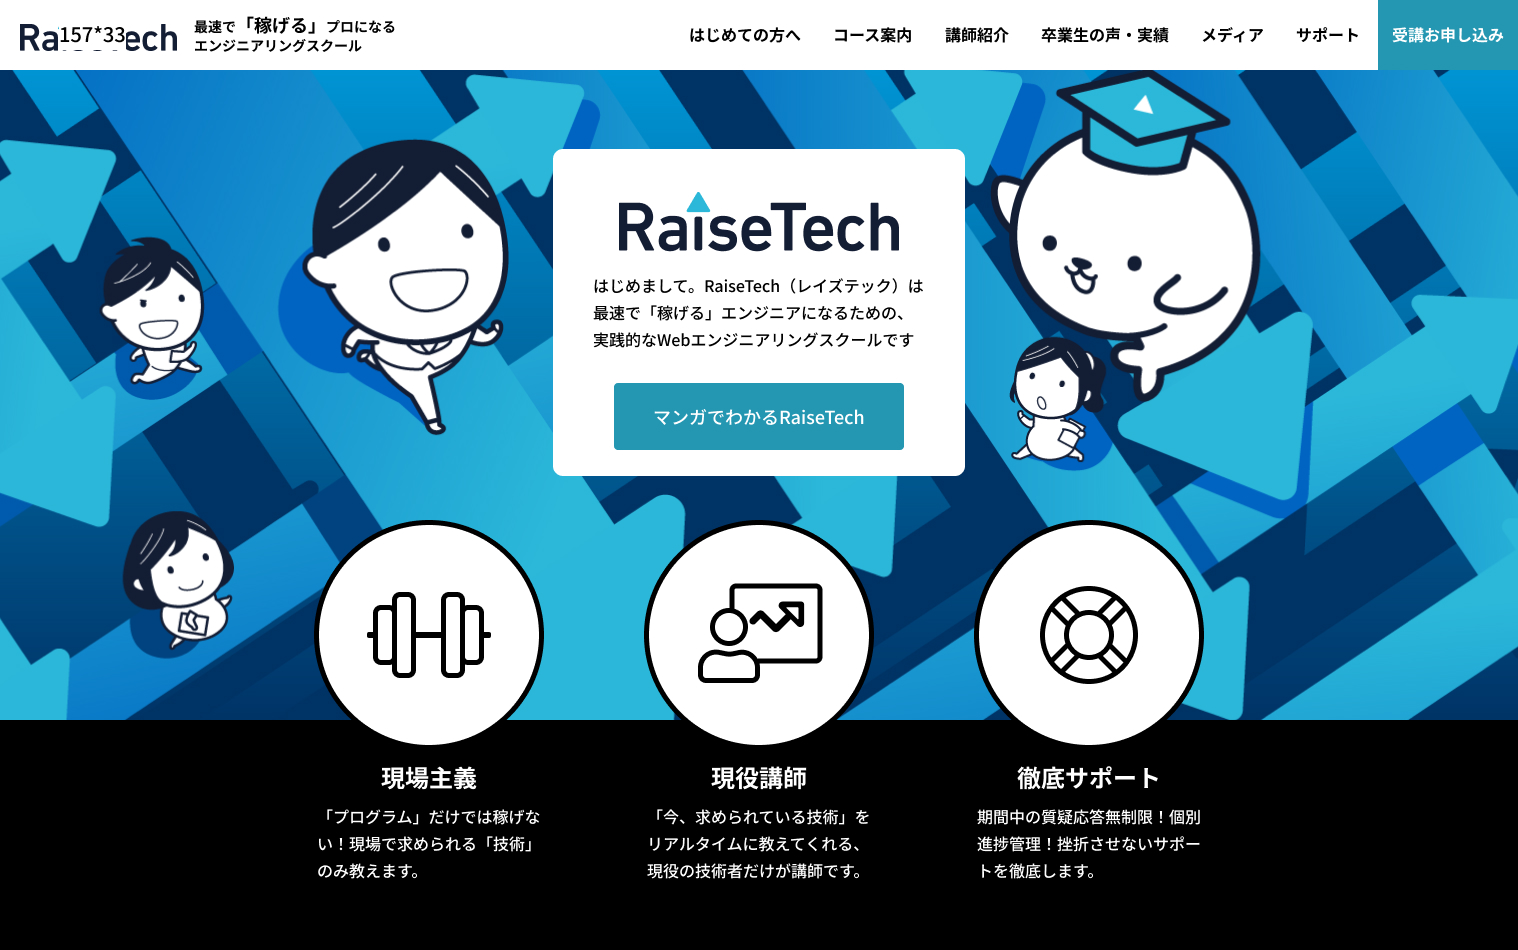 Ra157*33ech
最速で「稼げる」プロになる
エンジニアリングスクール
はじめての方へ
コース案内
講師紹介
卒業生の声・実績
メディア
サポート
受講お申し込み
RaiseTech
はじめまして。RaiseTech（レイズテック）は
最速で「稼げる」エンジニアになるための、
実践的なWebエンジニアリングスクールです
マンガでわかるRaiseTech
現場主義
「プログラム」だけでは稼げな
い！現場で求められる「技術」
のみ教えます。
現役講師
「今、求められている技術」を
リアルタイムに教えてくれる、
現役の技術者だけが講師です。
徹底サポート
期間中の質疑応答無制限！個別
進捗管理！挫折させないサポー
トを徹底します。